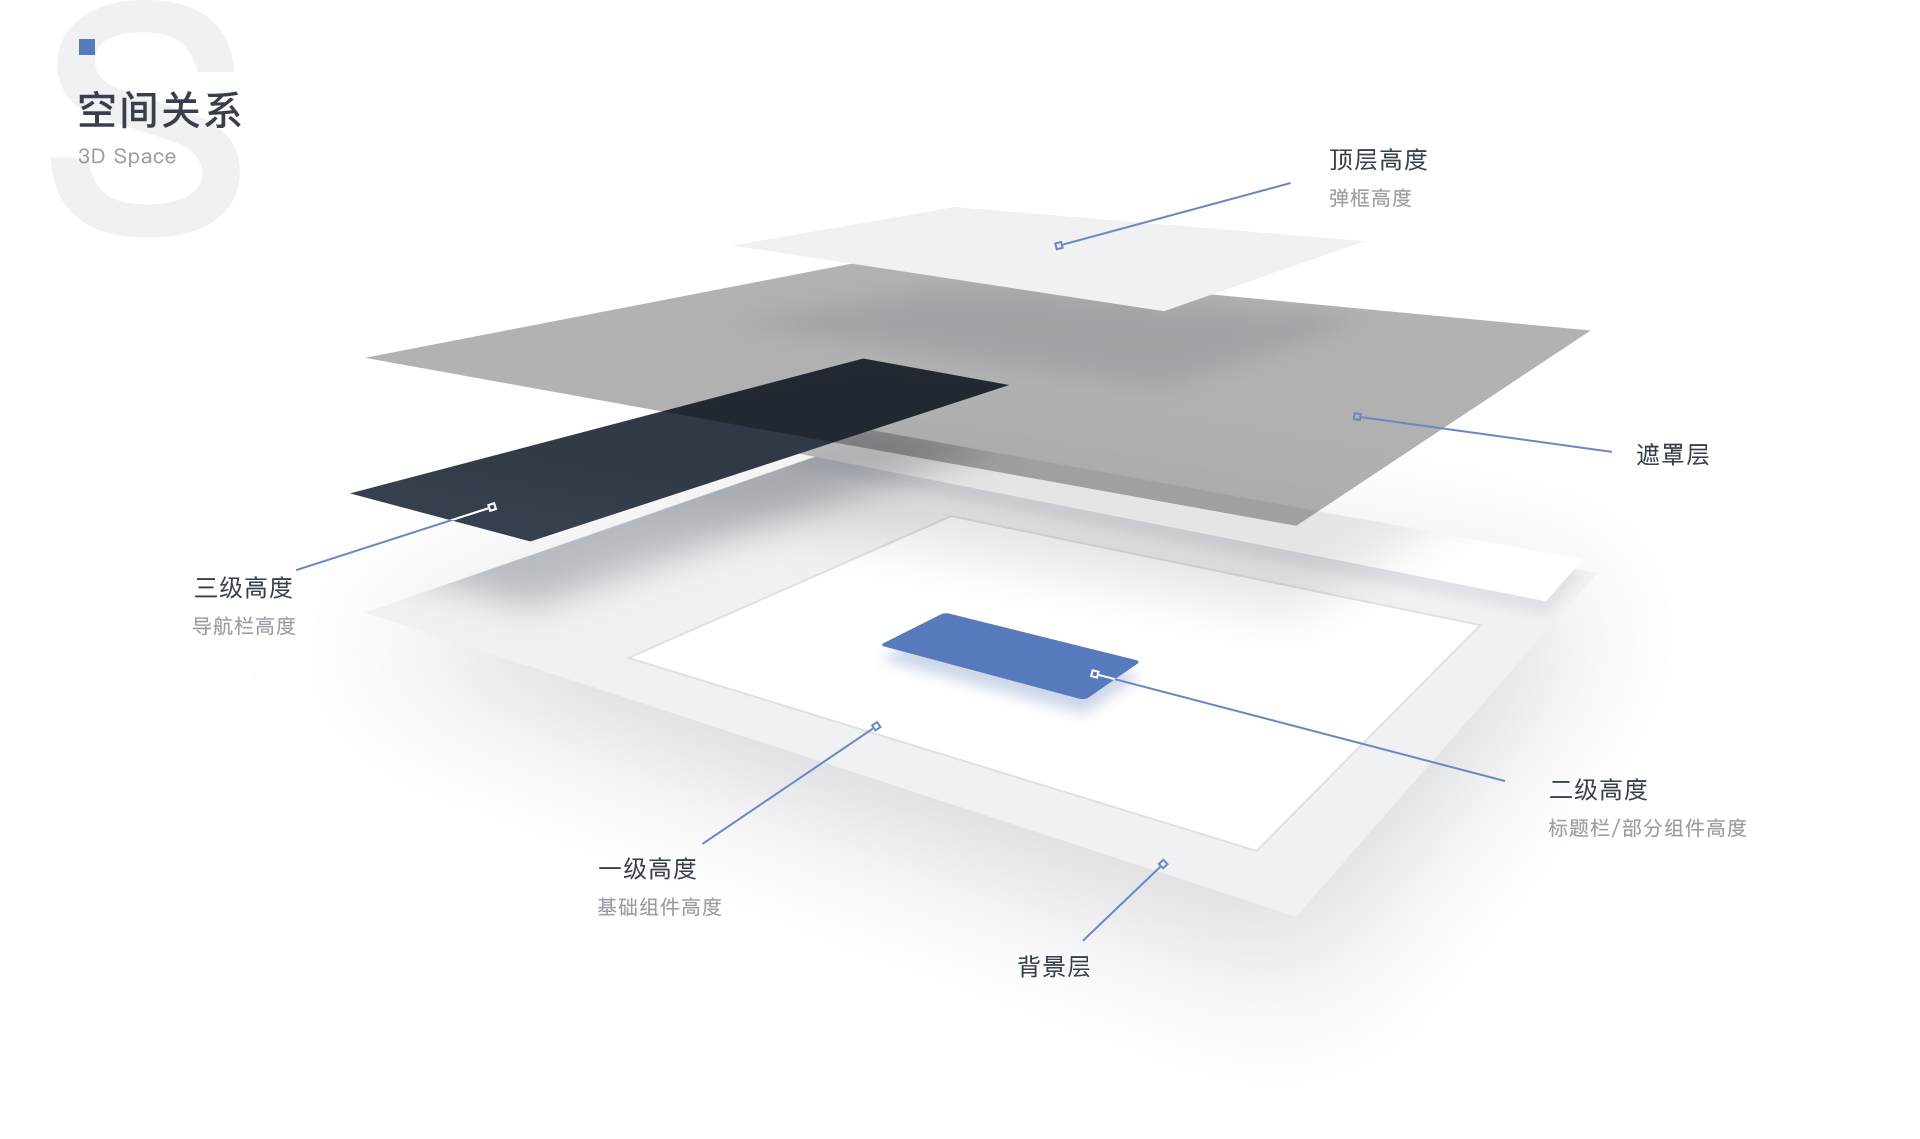 S
空间关系
3D Space
顶层高度
弹框高度
遮罩层
三级高度
导航栏高度
二级高度
标题栏/部分组件高度
一级高度
基础组件高度
背景层